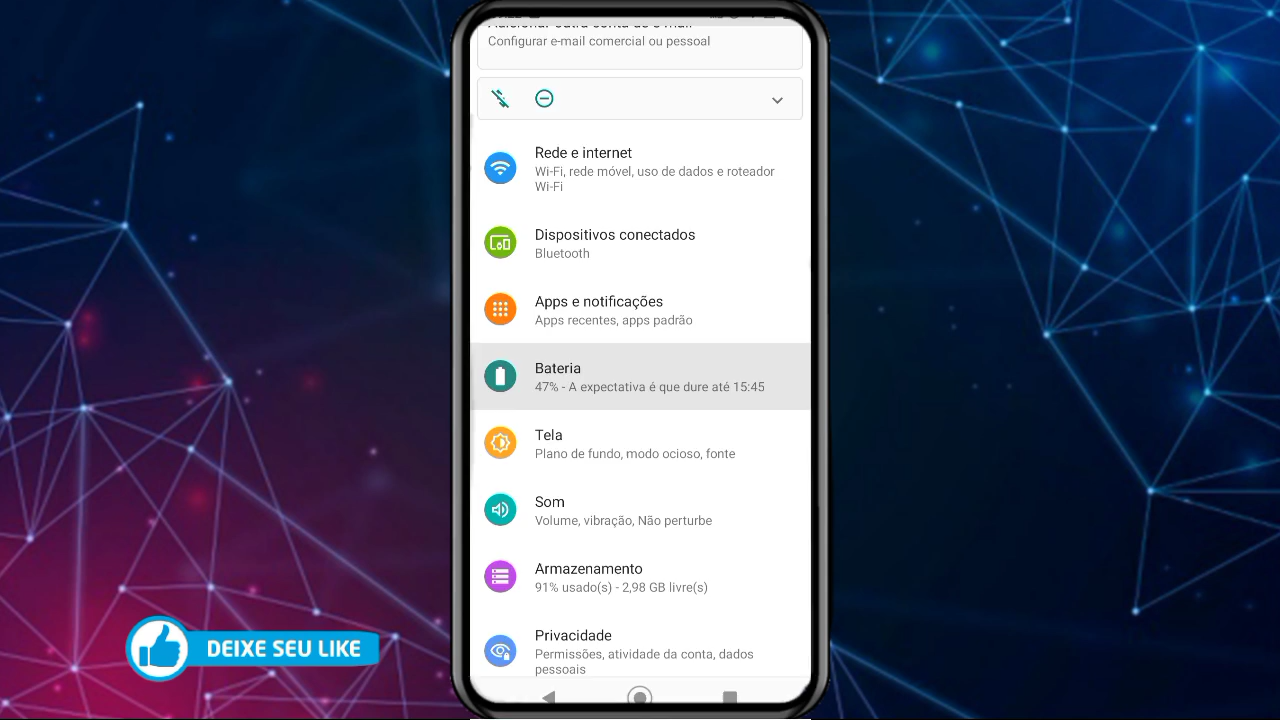 Configurar e-mail comercial ou pessoal
Rede e internet
Wi-Fi, rede móvel, uso de dados e roteador
Wi-Fi
Dispositivos conectados
Bluetooth
Apps e notificações
Apps recentes, apps padrão
Bateria
47% - A expectativa é que dure até 15:45
Tela
Plano de fundo, modo ocioso, fonte
Som
Volume, vibração, Não perturbe
Armazenamento
91% usado(s) - 2,98 GB livre(s)
Privacidade
Permissões, atividade da conta, dados
pessoais
DEIXE SEU LIKE